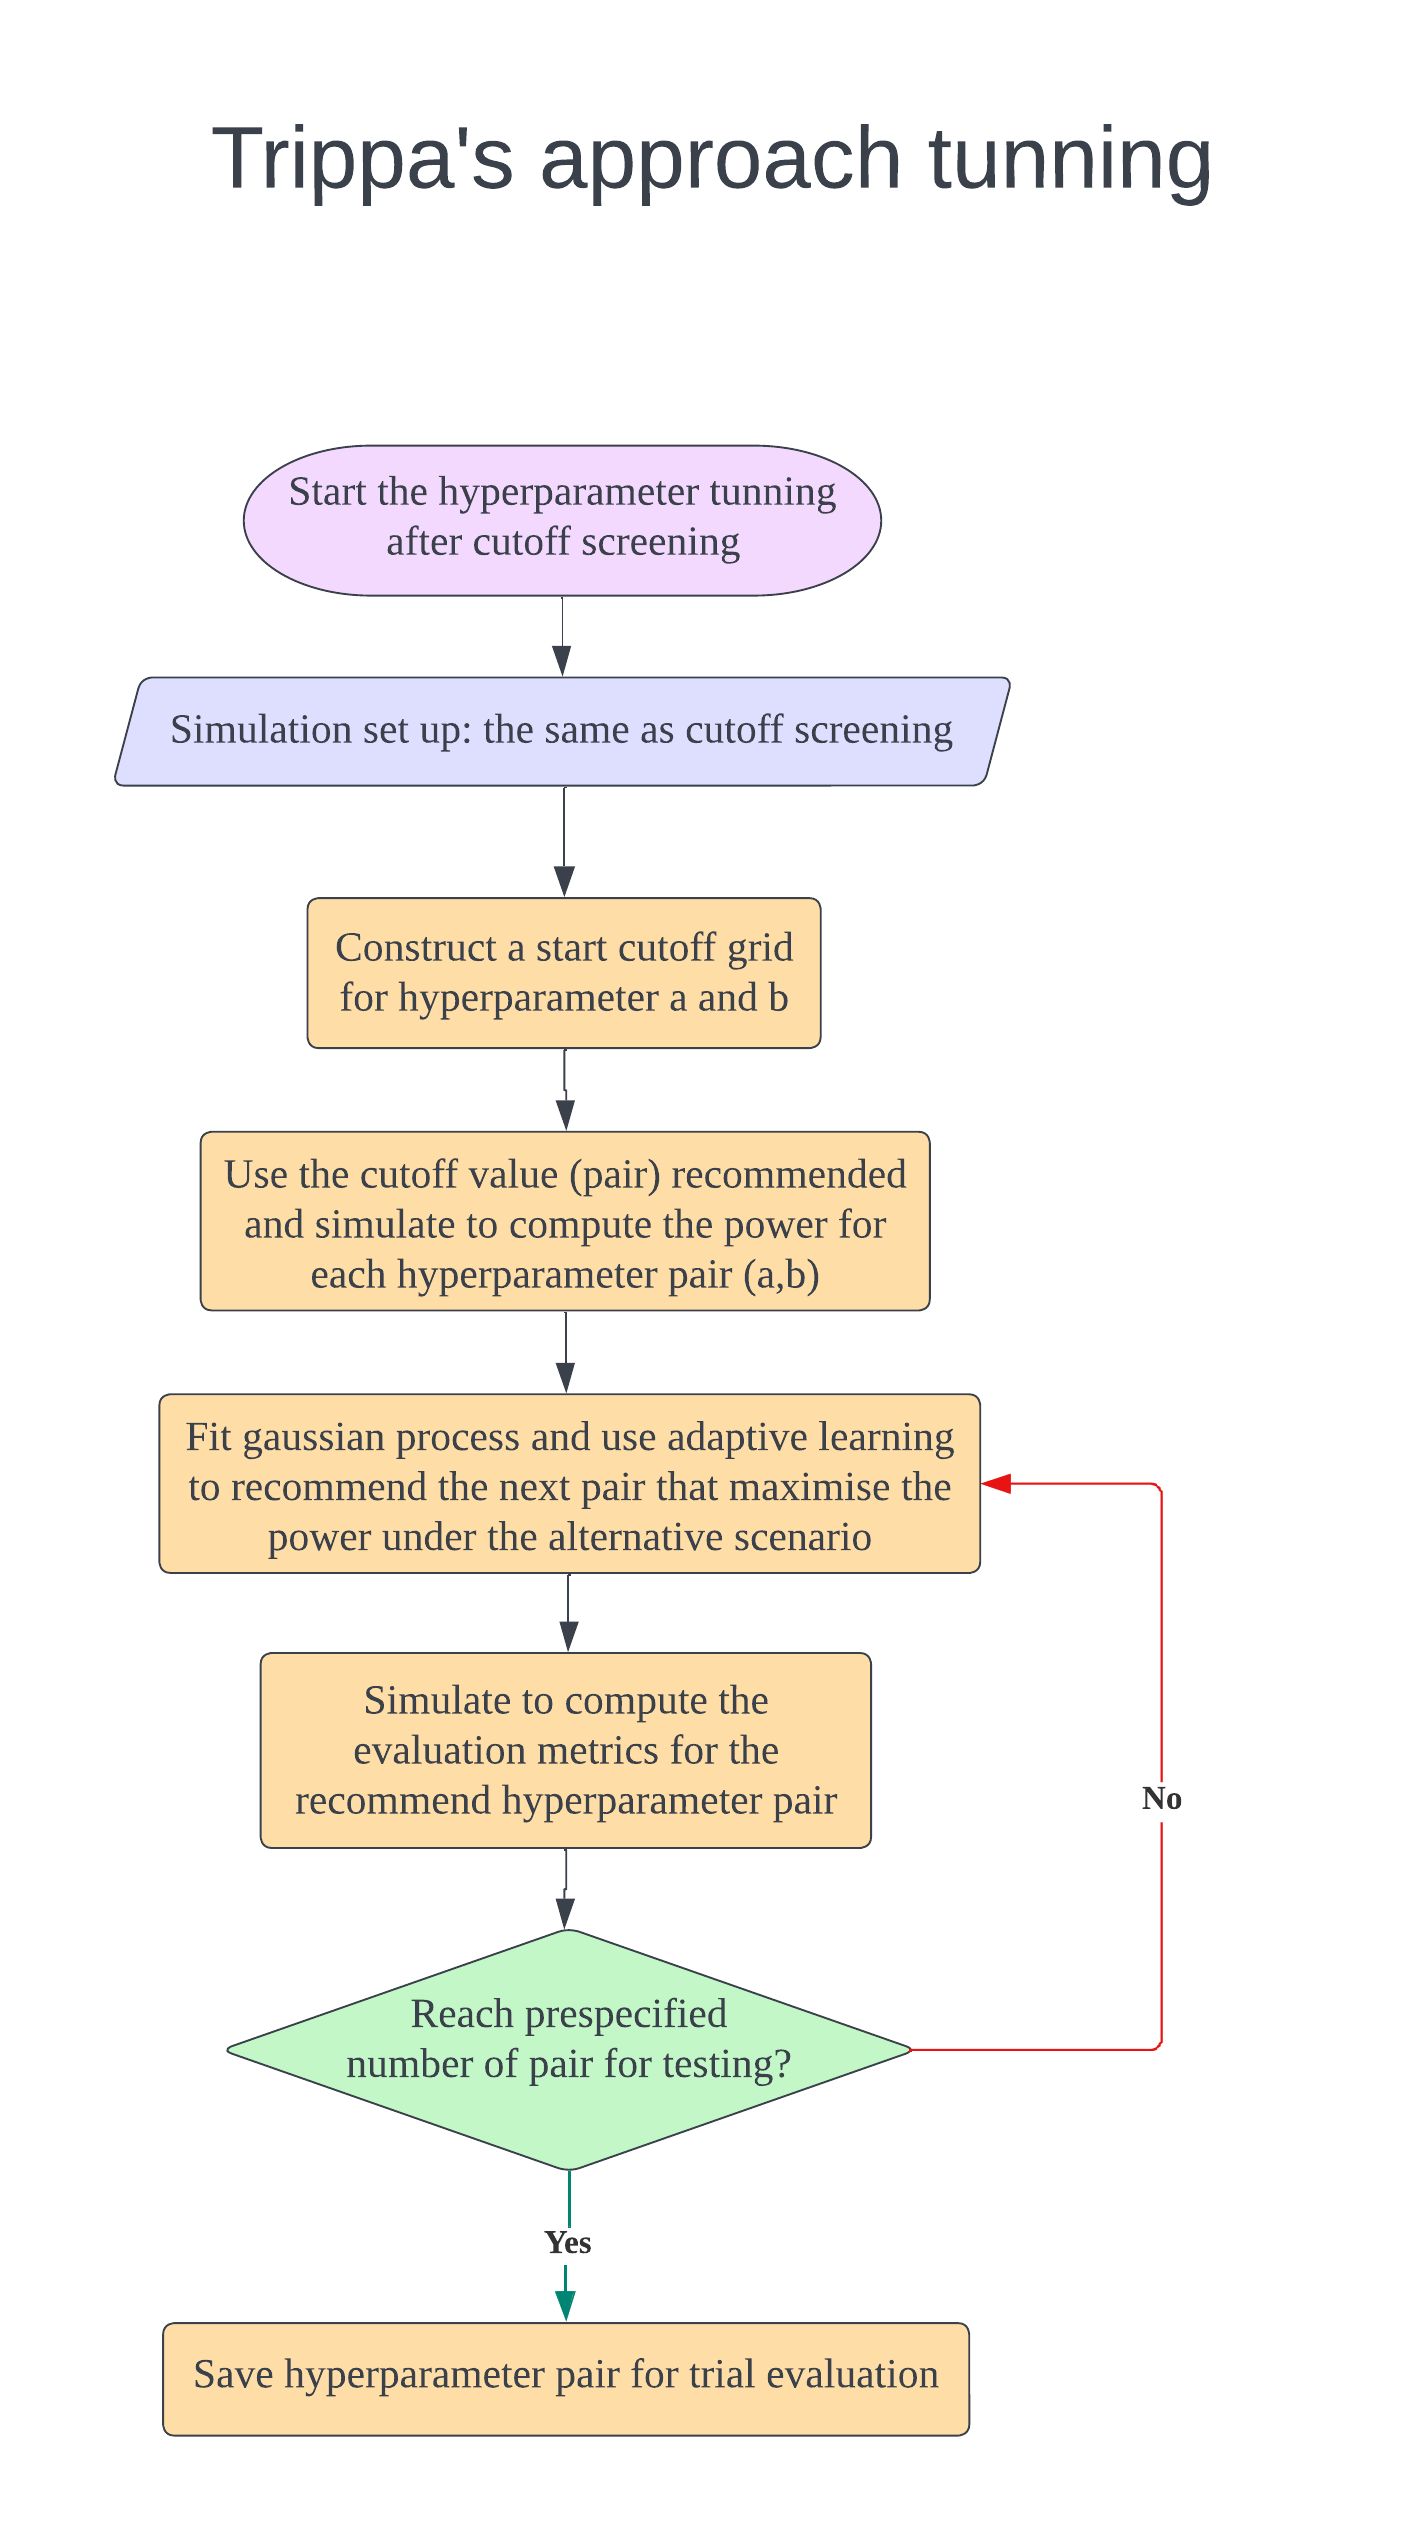 Trippa's approach tunning
Start the hyperparameter tunning
after cutoff screening
Simulation set up: the same as cutoff screening
Construct a start cutoff grid
for hyperparameter a and b
Use the cutoff value (pair) recommended
and simulate to compute the power for
each hyperparameter pair (a,b)
Fit gaussian process and use adaptive learning
to recommend the next pair that maximise the
power under the alternative scenario
Simulate to compute the
evaluation metrics for the
recommend hyperparameter pair
No
Reach prespecified
number of pair for testing?
Yes
Save hyperparameter pair for trial evaluation